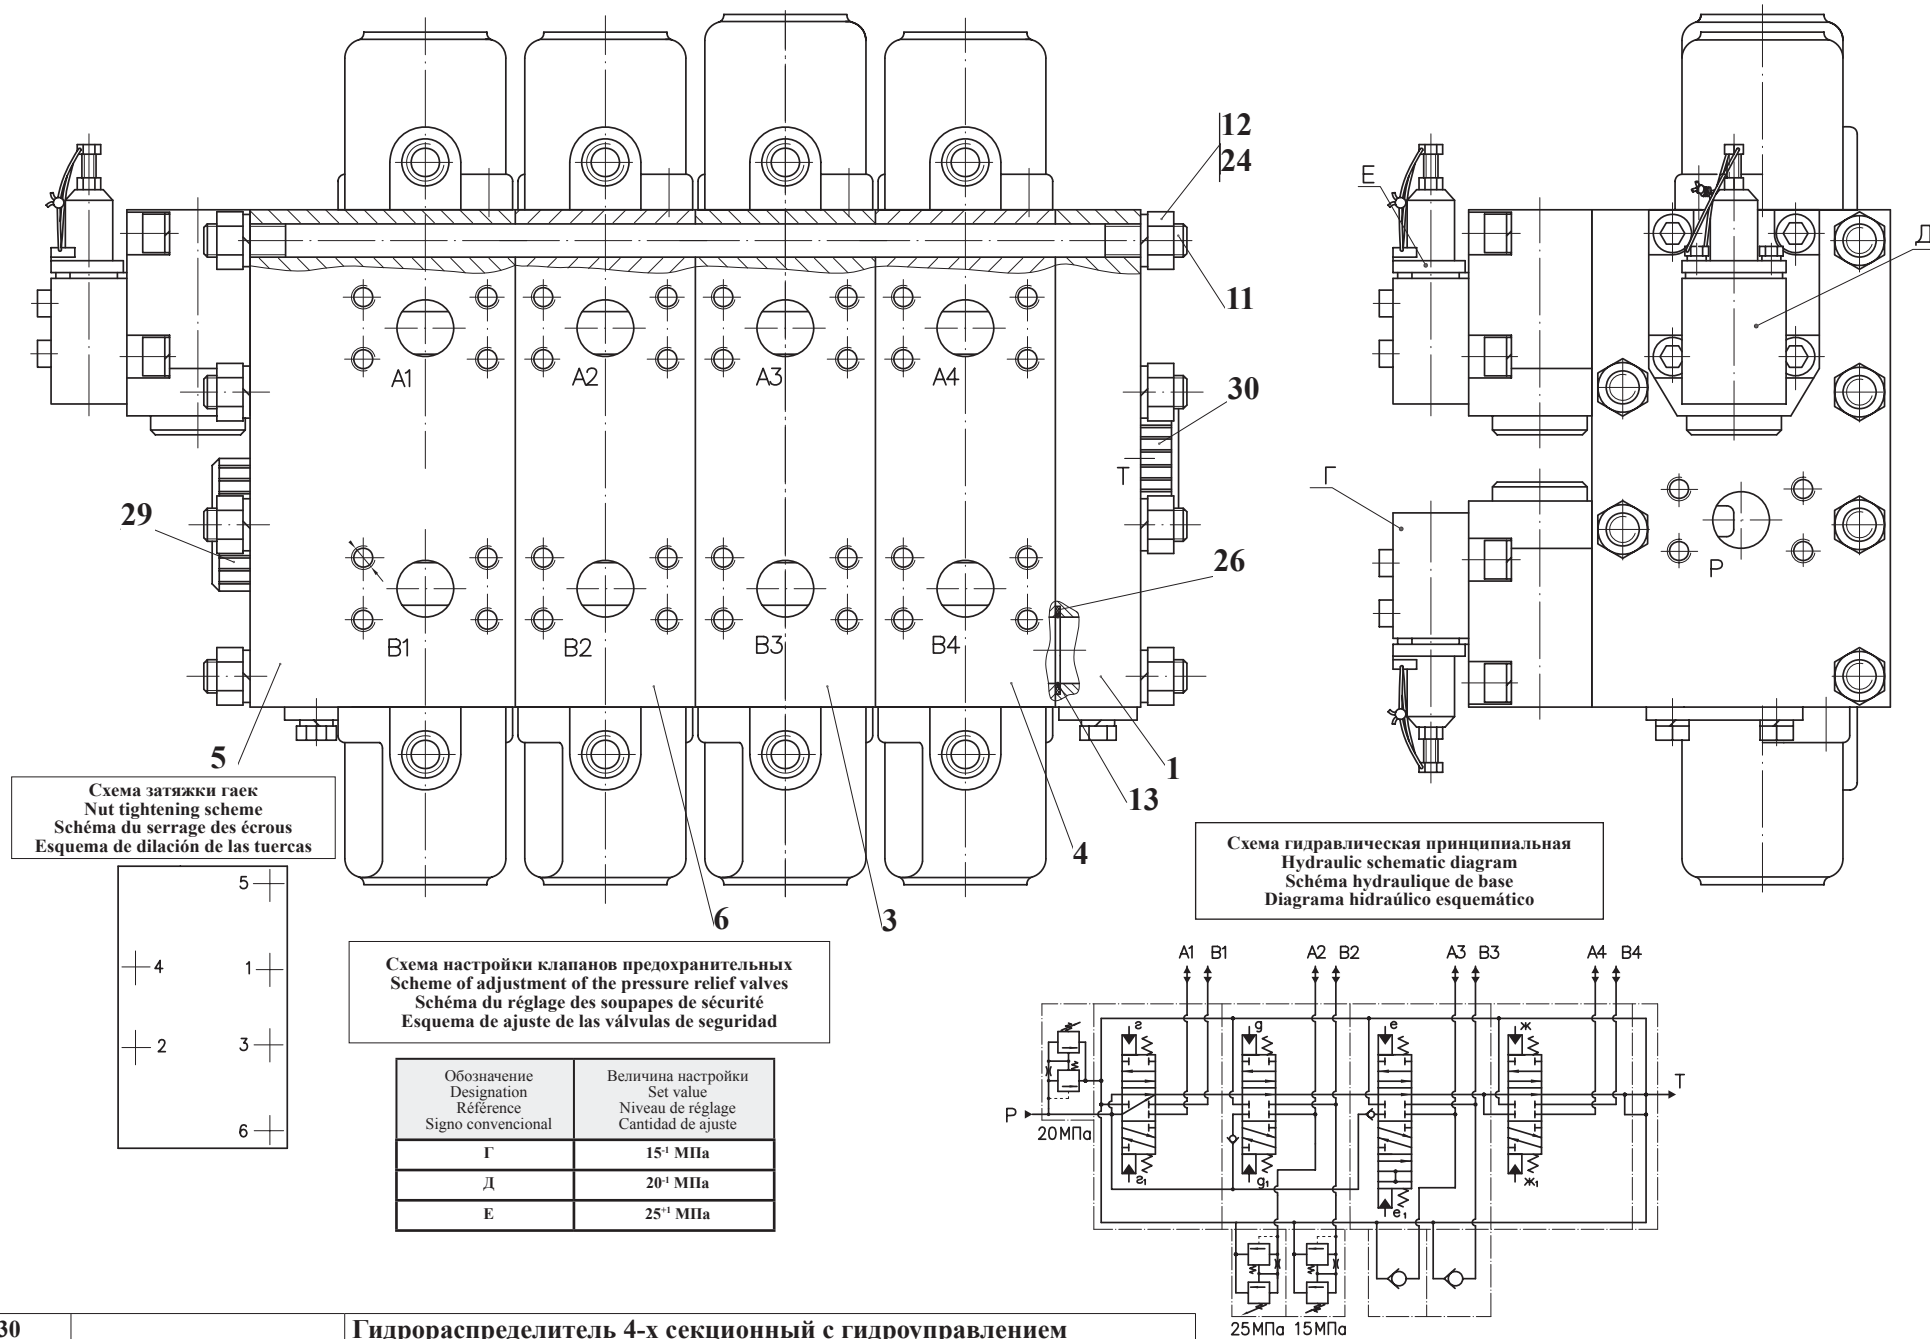 12
24
E
Д
11
A1
A2
A3
A4
30
T
Г
29
26
P
B1
B2
B3
B4
5
1
13
4
6
3
Схема затяжки гаек
Nut tightening scheme
Schéma du serrage des écrous
Esquema de dilación de las tuercas
5
4
1
2
3
6
Схема настройки клапанов предохранительных
Scheme of adjustment of the pressure relief valves
Schéma du réglage des soupapes de sécurité
Esquema de ajuste de las válvulas de seguridad
Обозначение
Designation
Référence
Signo convencional
Величина настройки
Set value
Niveau de réglage
Cantidad de ajuste
Г
15⁻¹ МПа
Д
20⁻¹ МПа
Е
25⁺¹ МПа
Схема гидравлическая принципиальная
Hydraulic schematic diagram
Schéma hydraulique de base
Diagrama hidraúlico esquemático
A1 B1 A2 B2 A3 B3 A4 B4
г д е ж
T
P
20МПа
г₁ д₁ е₁ ж₁
25МПа 15МПа
30
Гидрораспределитель 4-х секционный с гидроуправлением